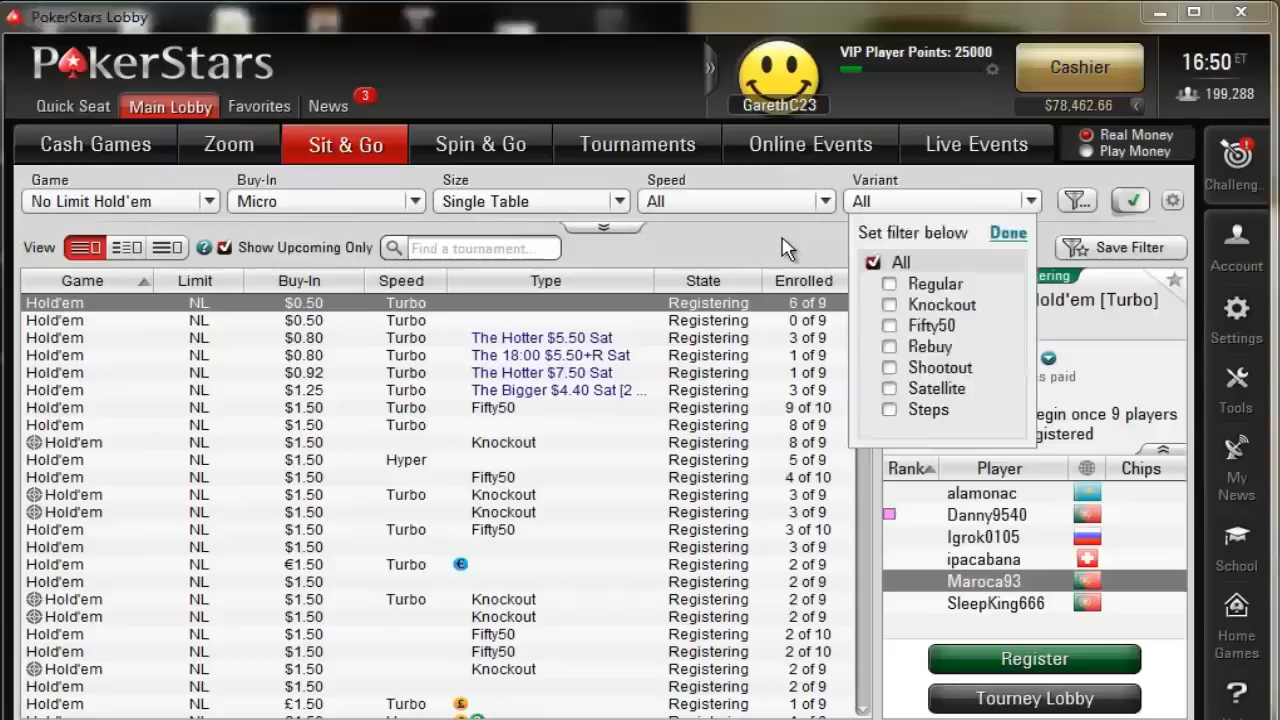 PokerStars Lobby
PokerStars
VIP Player Points: 25000
Cashier
16:50 ET
GarethC23
$78,462.66
199,288
Quick Seat Main Lobby Favorites News 3
Cash Games Zoom Sit & Go Spin & Go Tournaments Online Events Live Events
Real Money
Play Money
Game Buy-In Size Speed Variant
No Limit Hold'em Micro Single Table All All
View Show Upcoming Only Find a tournament... Save Filter
Set filter below Done
All
Regular
Knockout
Fifty50
Rebuy
Shootout
Satellite
Steps
Game Limit Buy-In Speed Type State Enrolled
Hold'em NL $0.50 Turbo Registering 6 of 9
Hold'em NL $0.50 Turbo Registering 0 of 9
Hold'em NL $0.80 Turbo The Hotter $5.50 Sat Registering 3 of 9
Hold'em NL $0.80 Turbo The 18:00 $5.50+R Sat Registering 1 of 9
Hold'em NL $0.92 Turbo The Hotter $7.50 Sat Registering 1 of 9
Hold'em NL $1.25 Turbo The Bigger $4.40 Sat [2 ... Registering 3 of 9
Hold'em NL $1.50 Turbo Fifty50 Registering 9 of 10
Hold'em NL $1.50 Turbo Registering 8 of 9
Hold'em NL $1.50 Knockout Registering 8 of 9
Hold'em NL $1.50 Hyper Registering 5 of 9
Hold'em NL $1.50 Fifty50 Registering 4 of 10
Hold'em NL $1.50 Turbo Knockout Registering 3 of 9
Hold'em NL $1.50 Knockout Registering 3 of 9
Hold'em NL $1.50 Turbo Fifty50 Registering 3 of 10
Hold'em NL $1.50 Registering 3 of 9
Hold'em NL €1.50 Turbo € Registering 2 of 9
Hold'em NL $1.50 Registering 2 of 9
Hold'em NL $1.50 Turbo Knockout Registering 2 of 9
Hold'em NL $1.50 Knockout Registering 2 of 9
Hold'em NL $1.50 Fifty50 Registering 2 of 10
Hold'em NL $1.50 Fifty50 Registering 2 of 10
Hold'em NL $1.50 Knockout Registering 2 of 9
Hold'em NL $1.50 Registering 2 of 9
Hold'em NL £1.50 Turbo £ Registering 1 of 9
ering
old'em [Turbo]
s paid
egin once 9 players
gistered
Rank Player Chips
alamonac
Danny9540
Igrok0105
ipacabana
Maroca93
SleepKing666
Register
Tourney Lobby
Challeng..
Account
Settings
Tools
My
News
School
Home
Games
?